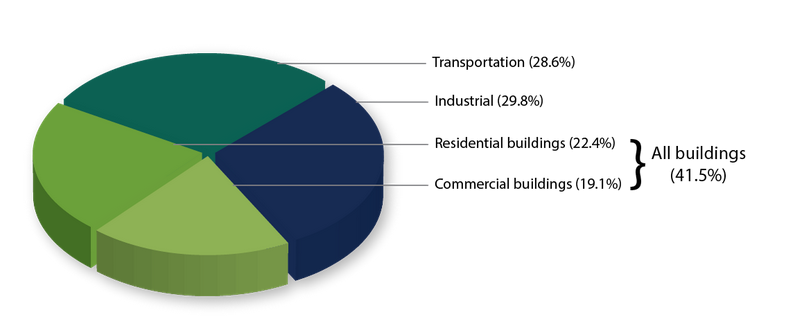 Transportation (28.6%)
Industrial (29.8%)
Residential buildings (22.4%)
Commercial buildings (19.1%)
All buildings
(41.5%)